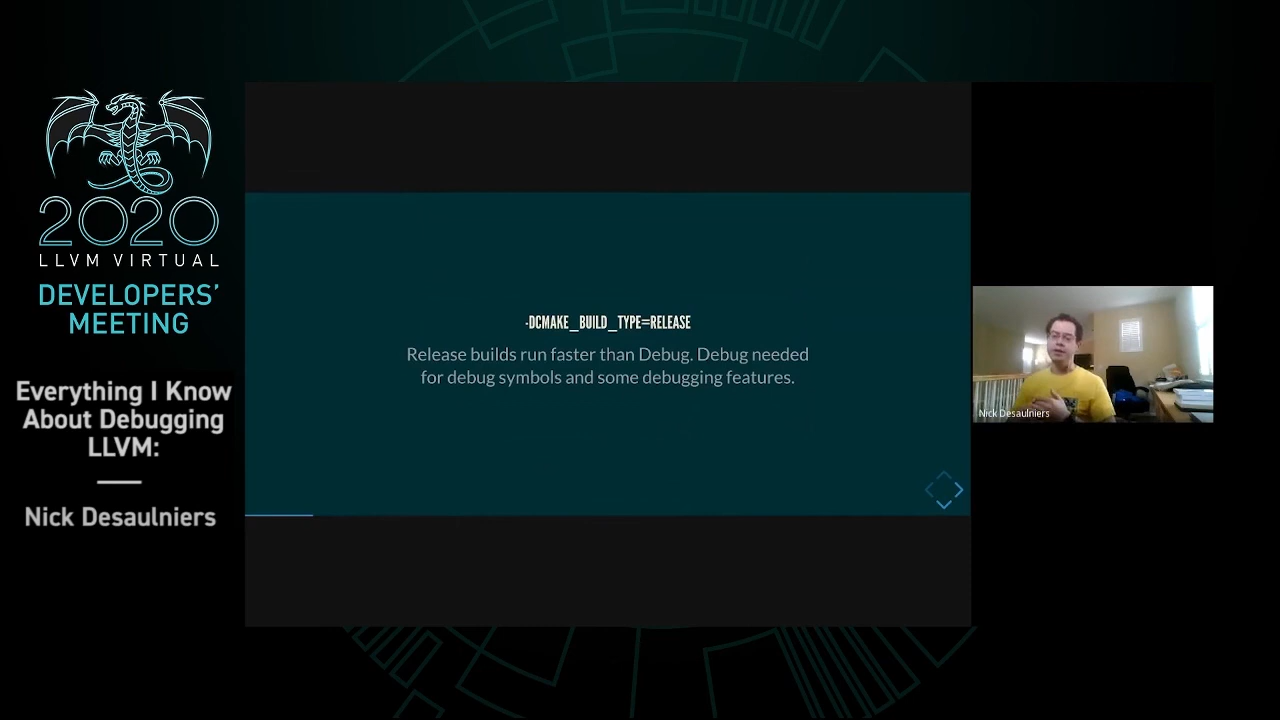 2020
LLVM VIRTUAL
DEVELOPERS'
MEETING
Everything I Know
About Debugging
LLVM:
Nick Desaulniers
-DCMAKE_BUILD_TYPE=RELEASE
Release builds run faster than Debug. Debug needed
for debug symbols and some debugging features.
Nick Desaulniers